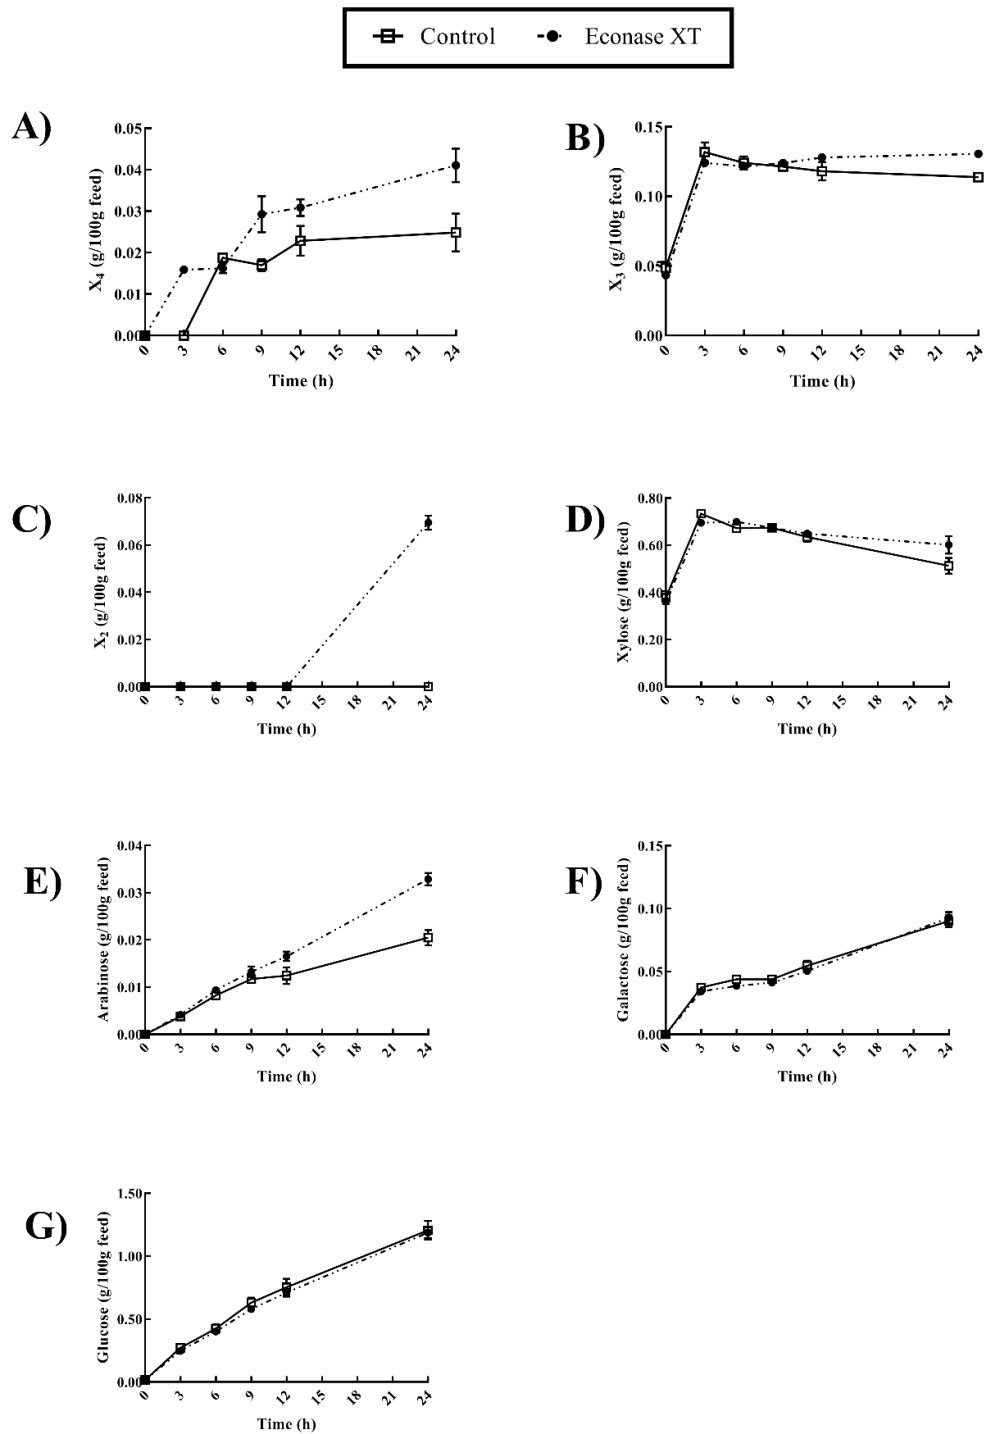 Control Econase XT
A)
X₄ (g/100g feed)
0.05
0.04
0.03
0.02
0.01
0.00
0 3 6 9 12 15 18 21 24
Time (h)
B)
X₃ (g/100g feed)
0.15
0.10
0.05
0.00
0 3 6 9 12 15 18 21 24
Time (h)
C)
X₂ (g/100g feed)
0.08
0.06
0.04
0.02
0.00
0 3 6 9 12 15 18 21 24
Time (h)
D)
Xylose (g/100g feed)
0.80
0.60
0.40
0.20
0.00
0 3 6 9 12 15 18 21 24
Time (h)
E)
Arabinose (g/100g feed)
0.04
0.03
0.02
0.01
0.00
0 3 6 9 12 15 18 21 24
Time (h)
F)
Galactose (g/100g feed)
0.15
0.10
0.05
0.00
0 3 6 9 12 15 18 21 24
Time (h)
G)
Glucose (g/100g feed)
1.50
1.00
0.50
0.00
0 3 6 9 12 15 18 21 24
Time (h)